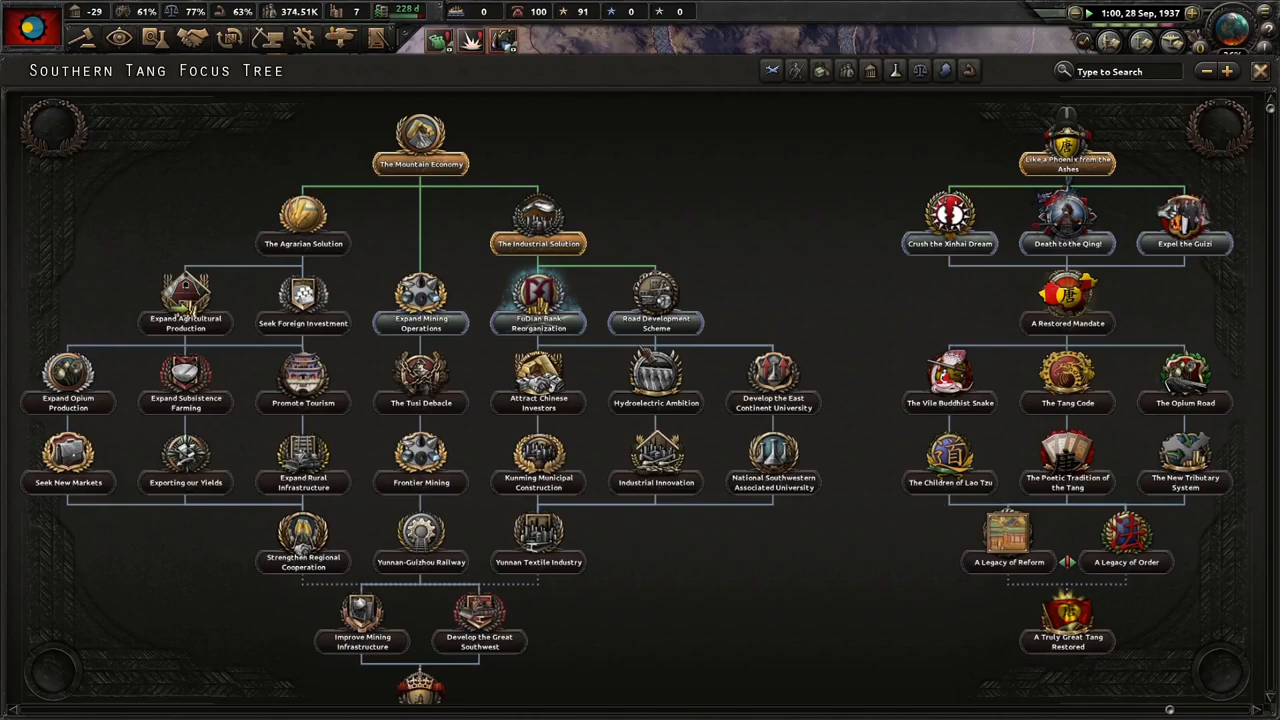 -29 61% 77% 63% 374.51K 7 228 d 0 100 91 0 0
1:00, 28 Sep, 1937
SOUTHERN TANG FOCUS TREE
Type to Search
The Mountain Economy
Like a Phoenix from the
Ashes
唐
The Agrarian Solution
The Industrial Solution
Crush the Xinhai Dream
Death to the Qing!
Expel the Guizi
Expand Agricultural
Production
Seek Foreign Investment
Expand Mining
Operations
FuDian Bank
Reorganization
Road Development
Scheme
唐
A Restored Mandate
Expand Opium
Production
Expand Subsistence
Farming
Promote Tourism
The Tusi Debacle
Attract Chinese
Investors
Hydroelectric Ambition
Develop the East
Continent University
The Vile Buddhist Snake
The Tang Code
The Opium Road
道
唐
Seek New Markets
Exporting our Yields
Expand Rural
Infrastructure
Frontier Mining
Kunming Municipal
Construction
Industrial Innovation
National Southwestern
Associated University
The Children of Lao Tzu
The Poetic Tradition of
the Tang
The New Tributary
System
Strengthen Regional
Cooperation
Yunnan-Guizhou Railway
Yunnan Textile Industry
A Legacy of Reform
A Legacy of Order
唐
Improve Mining
Infrastructure
Develop the Great
Southwest
A Truly Great Tang
Restored